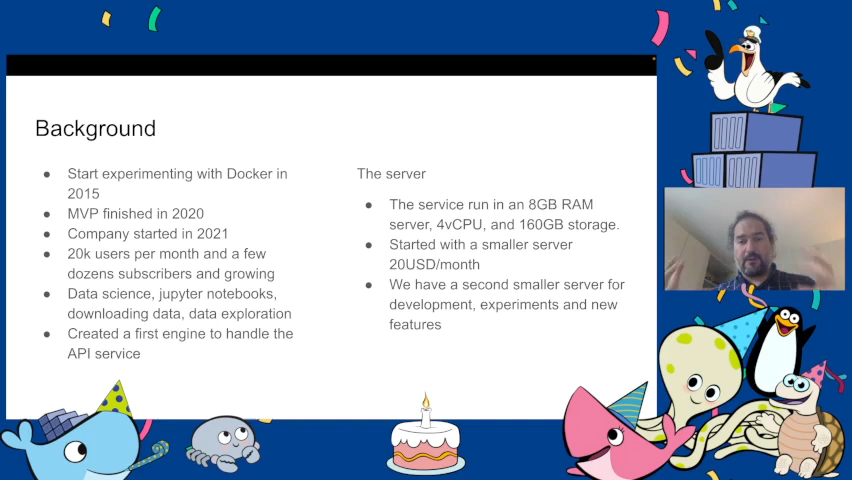 Background
● Start experimenting with Docker in
2015
● MVP finished in 2020
● Company started in 2021
● 20k users per month and a few
dozens subscribers and growing
● Data science, jupyter notebooks,
downloading data, data exploration
● Created a first engine to handle the
API service
The server
● The service run in an 8GB RAM
server, 4vCPU, and 160GB storage.
● Started with a smaller server
20USD/month
● We have a second smaller server for
development, experiments and new
features